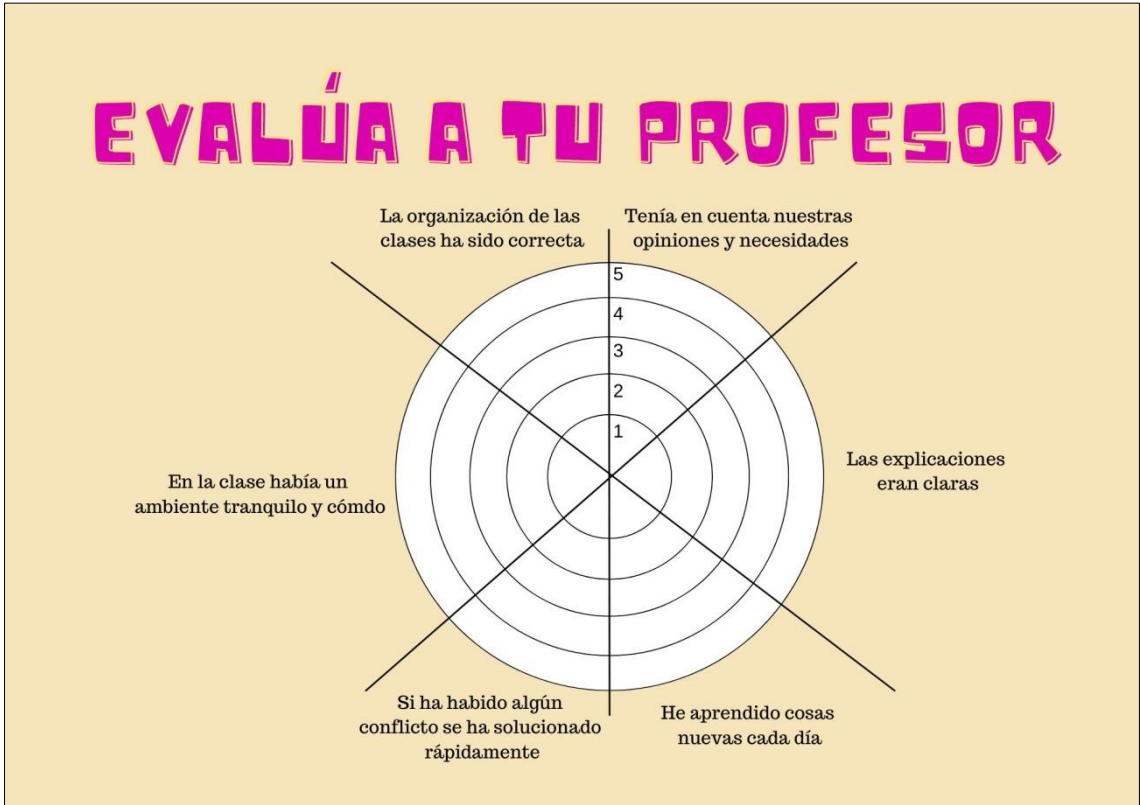 EVALÚA A TU PROFESOR
La organización de las
clases ha sido correcta
Tenía en cuenta nuestras
opiniones y necesidades
5
4
3
2
1
Las explicaciones
eran claras
En la clase había un
ambiente tranquilo y cómdo
Si ha habido algún
conflicto se ha solucionado
rápidamente
He aprendido cosas
nuevas cada día